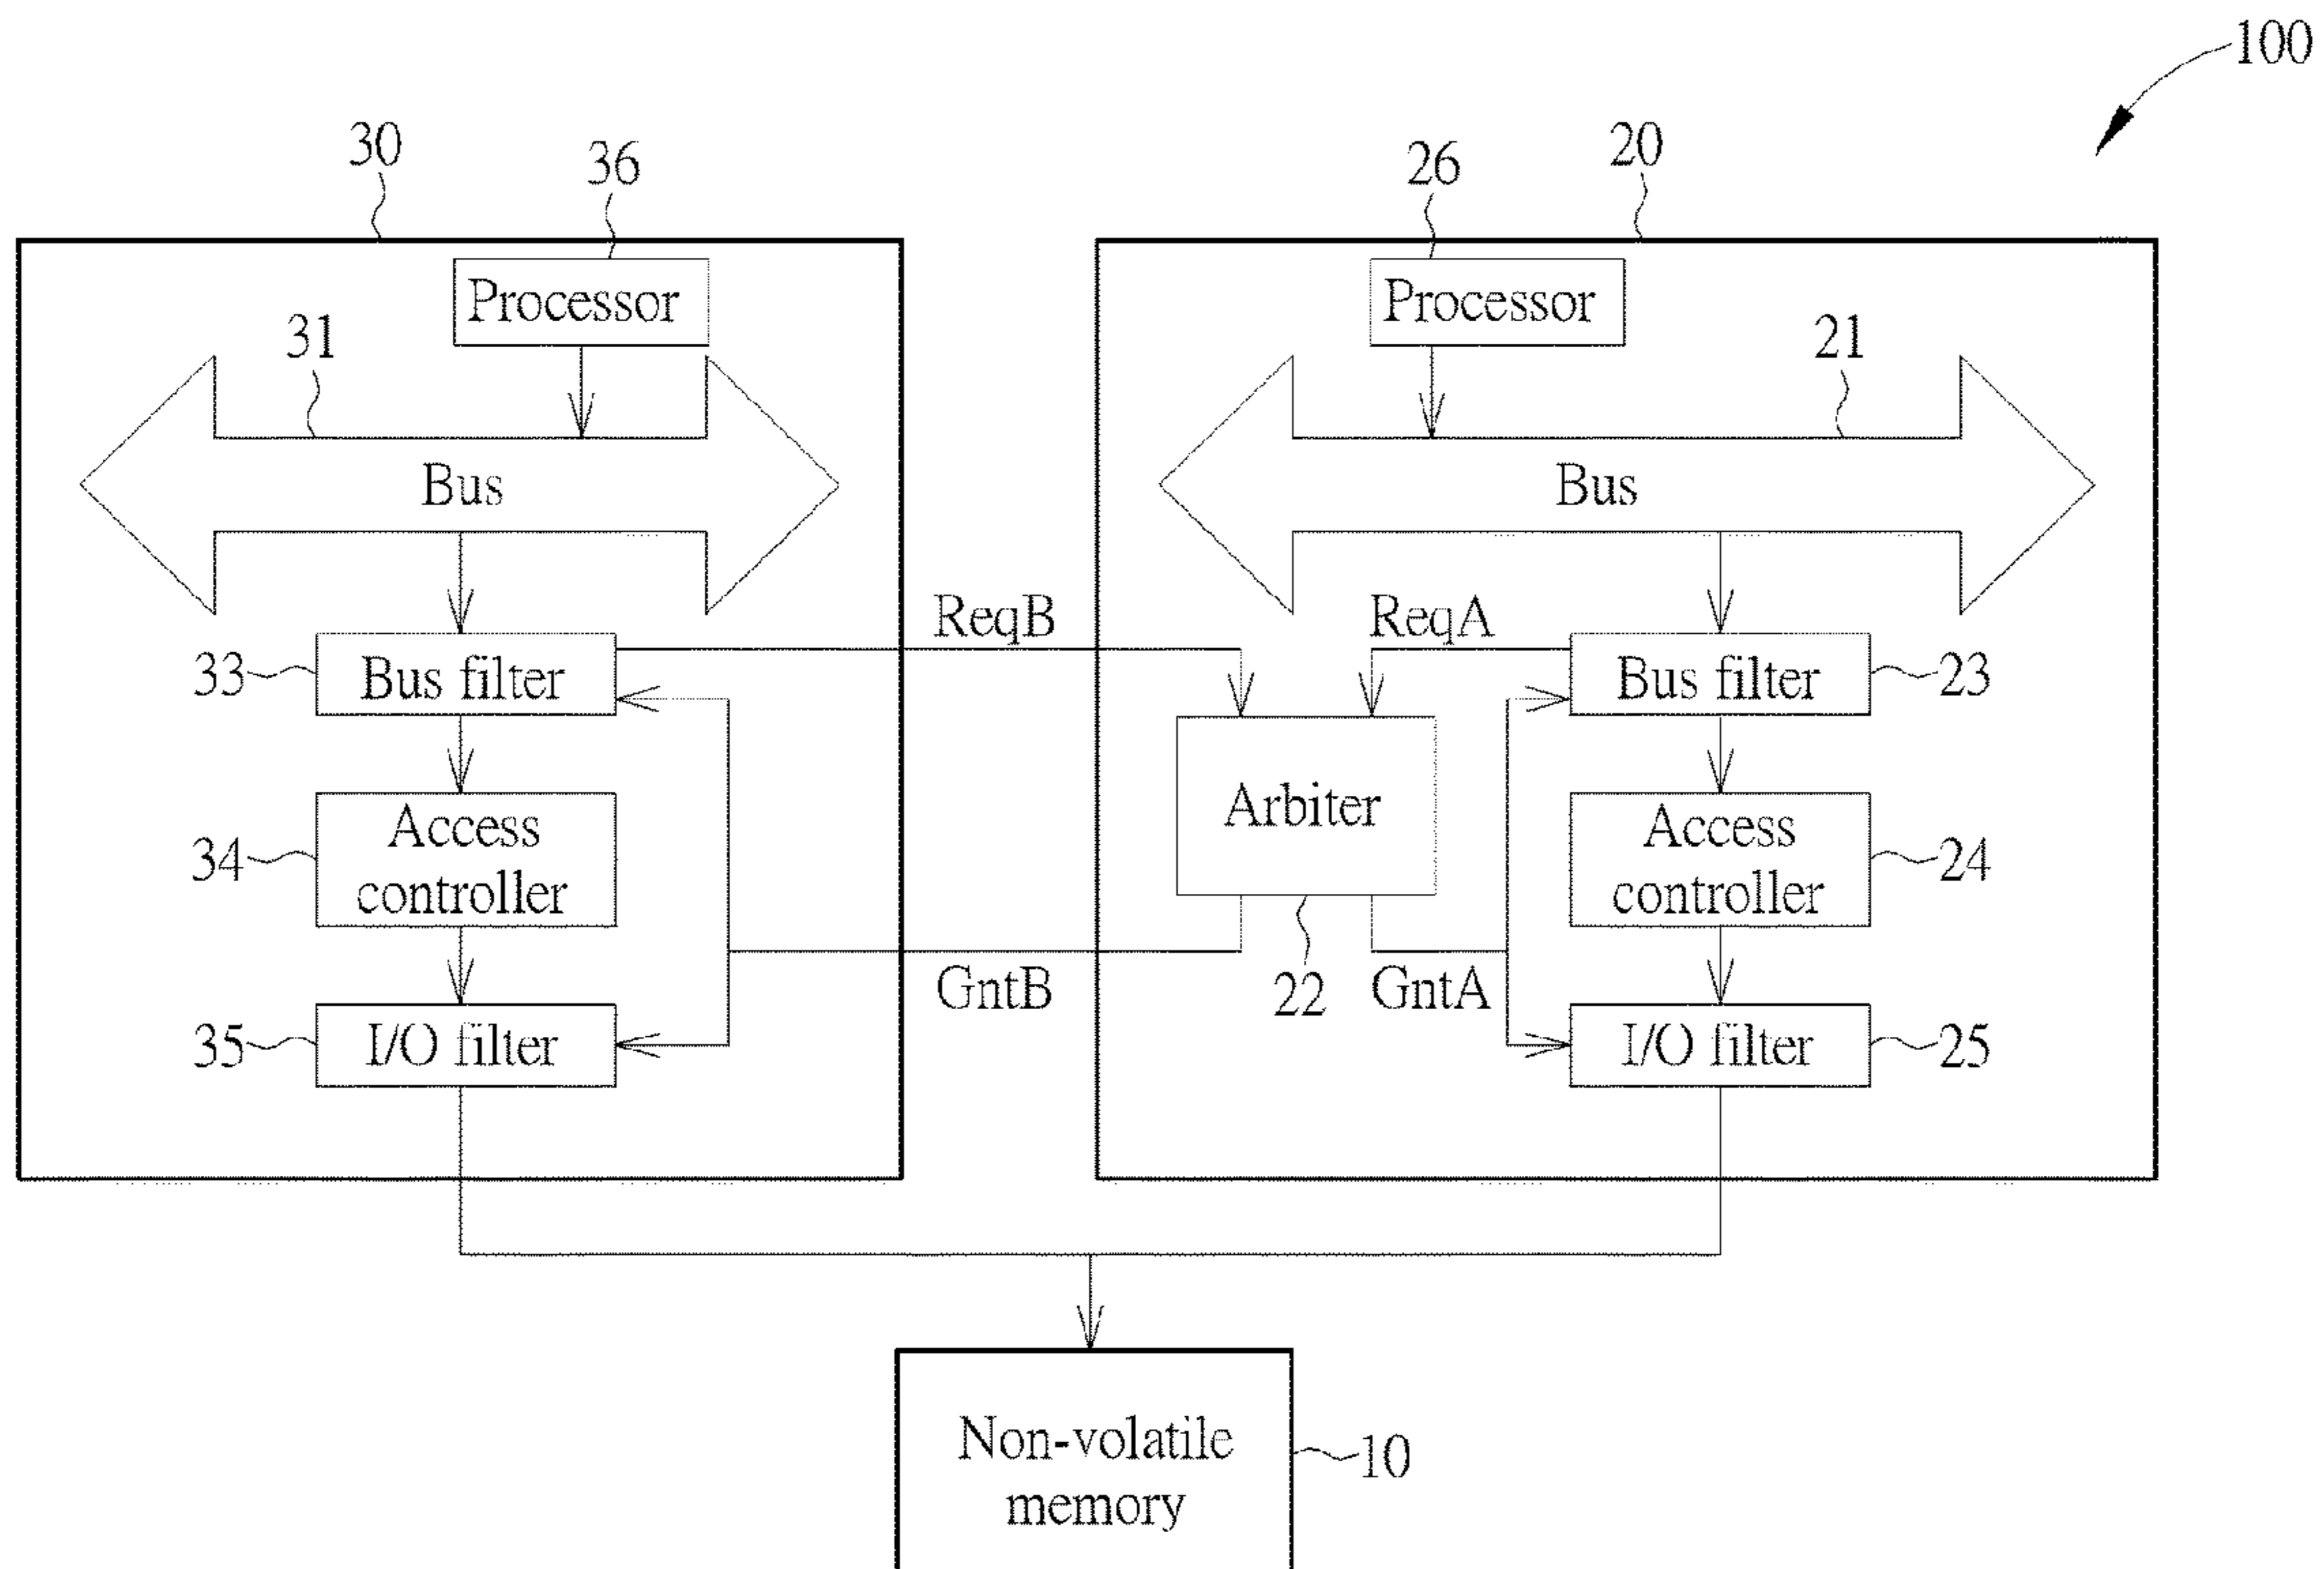 100
30
36
26
20
Processor
Processor
31
21
Bus
Bus
ReqB
ReqA
33
Bus filter
Bus filter
23
Arbiter
34
Access
controller
Access
controller
24
GntB
22
GntA
35
I/O filter
I/O filter
25
Non-volatile
memory
10